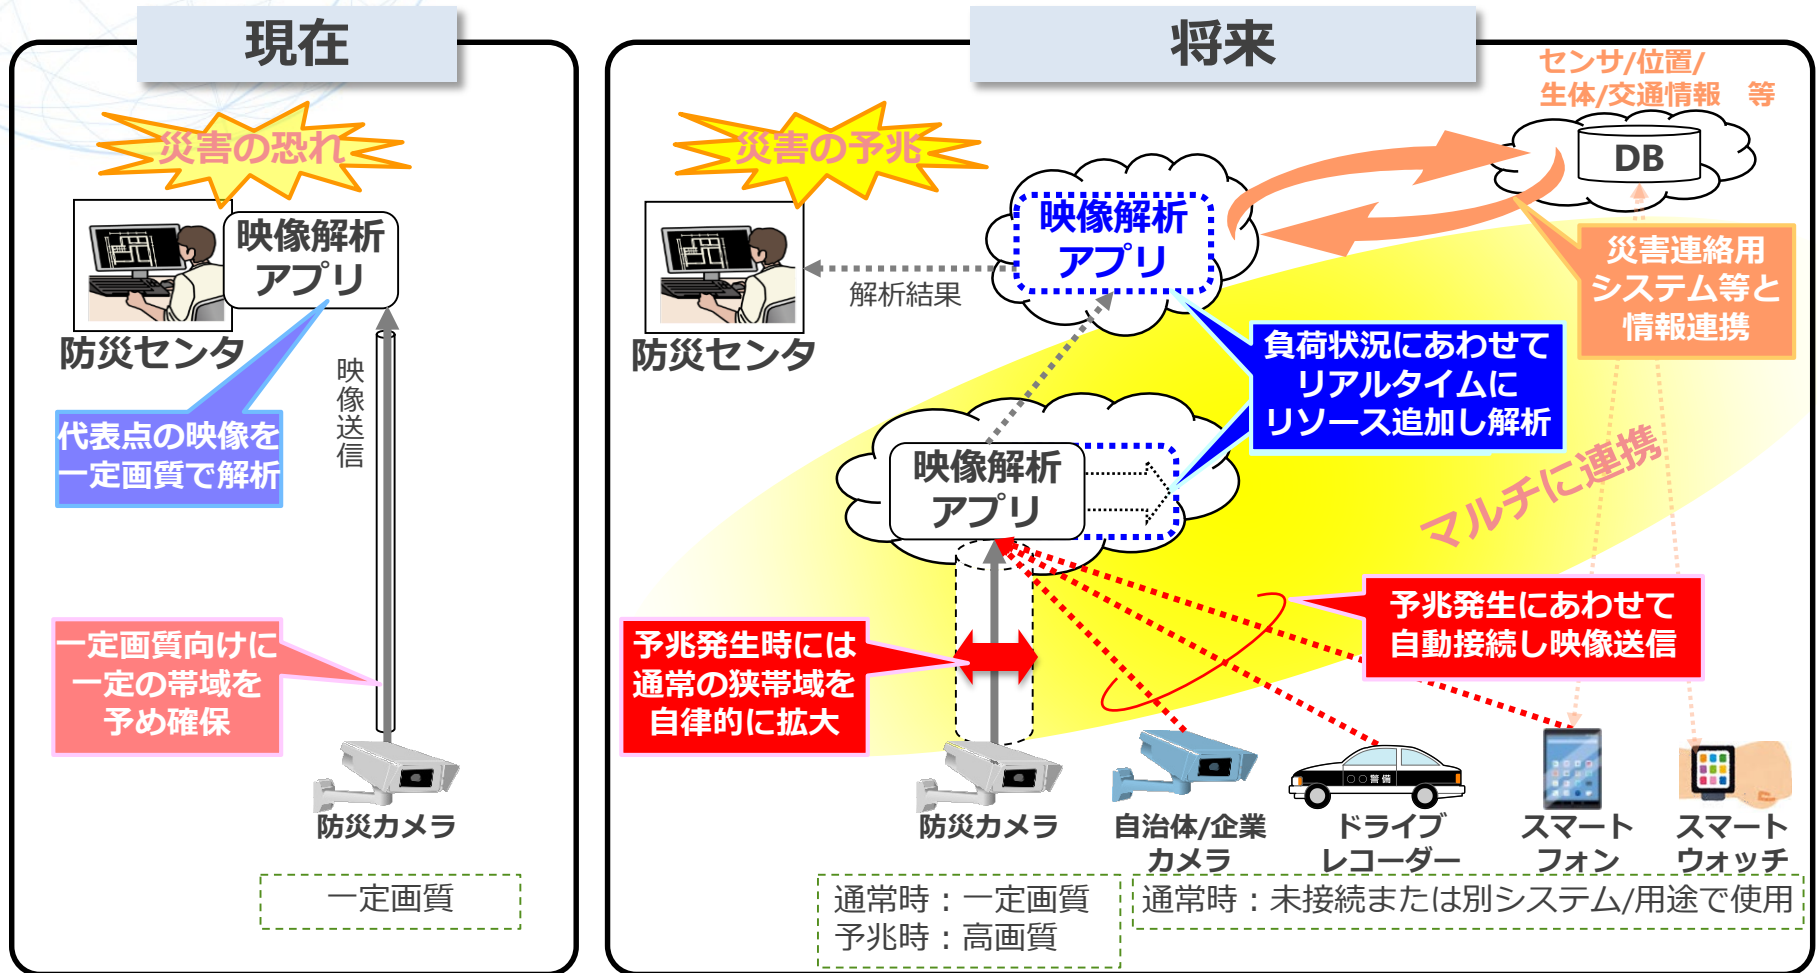 現在
災害の恐れ
映像解析
アプリ
防災センタ
映像送信
代表点の映像を
一定画質で解析
一定画質向けに
一定の帯域を
予め確保
防災カメラ
一定画質
将来
センサ/位置/
生体/交通情報　等
DB
災害の予兆
映像解析
アプリ
解析結果
防災センタ
災害連絡用
システム等と
情報連携
負荷状況にあわせて
リアルタイムに
リソース追加し解析
映像解析
アプリ
マルチに連携
予兆発生時には
通常の狭帯域を
自律的に拡大
予兆発生にあわせて
自動接続し映像送信
○○警備
防災カメラ
自治体/企業
カメラ
ドライブ
レコーダー
スマート
フォン
スマート
ウォッチ
通常時：一定画質
予兆時：高画質
通常時：未接続または別システム/用途で使用